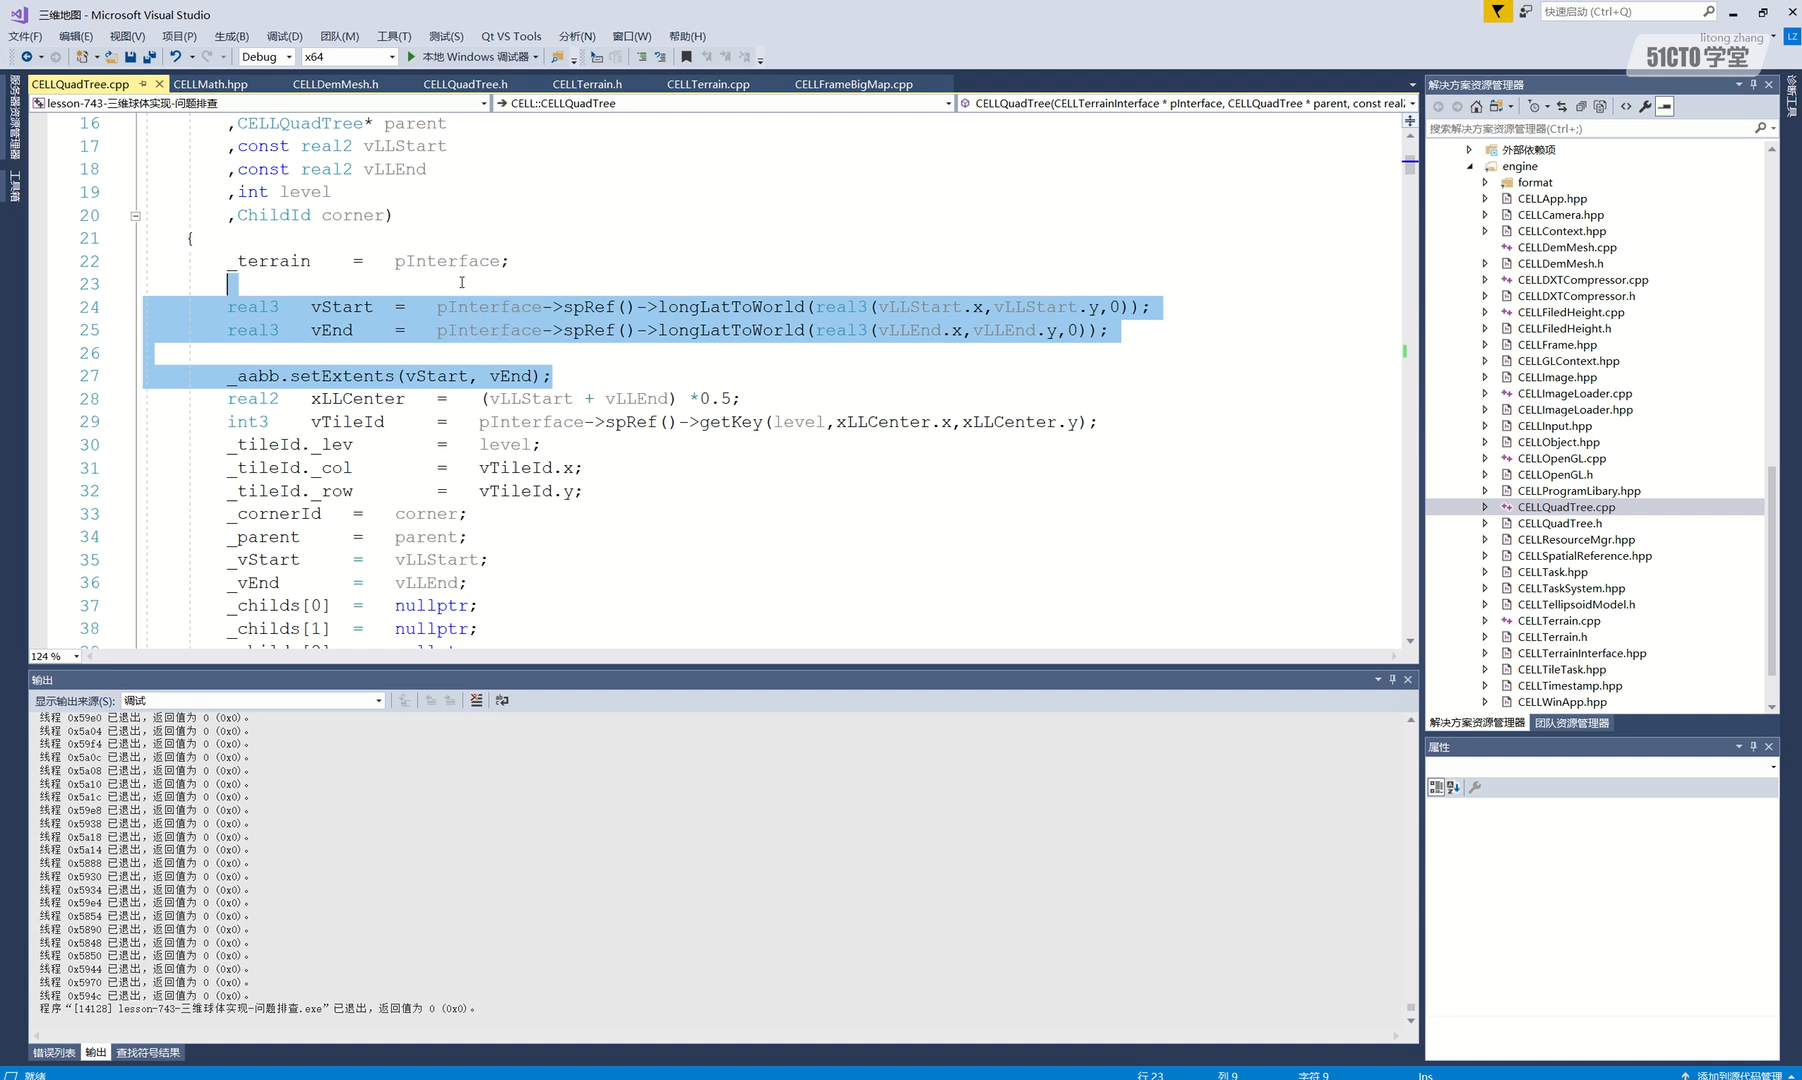 三维地图 - Microsoft Visual Studio
快速启动 (Ctrl+Q)
文件(F) 编辑(E) 视图(V) 项目(P) 生成(B) 调试(D) 团队(M) 工具(T) 测试(S) Qt VS Tools 分析(N) 窗口(W) 帮助(H)
litong zhang
LZ
51CTO学堂
Debug x64 本地 Windows 调试器
服务器资源管理器
工具箱
诊断工具
CELLQuadTree.cpp CELLMath.hpp CELLDemMesh.h CELLQuadTree.h CELLTerrain.h CELLTerrain.cpp CELLFrameBigMap.cpp
lesson-743-三维球体实现-问题排查 CELL::CELLQuadTree CELLQuadTree(CELLTerrainInterface * pInterface, CELLQuadTree * parent, const real2
16 ,CELLQuadTree* parent
17 ,const real2 vLLStart
18 ,const real2 vLLEnd
19 ,int level
20 ,ChildId corner)
21 {
22 _terrain = pInterface;
23
24 real3 vStart = pInterface->spRef()->longLatToWorld(real3(vLLStart.x,vLLStart.y,0));
25 real3 vEnd = pInterface->spRef()->longLatToWorld(real3(vLLEnd.x,vLLEnd.y,0));
26
27 _aabb.setExtents(vStart, vEnd);
28 real2 xLLCenter = (vLLStart + vLLEnd) *0.5;
29 int3 vTileId = pInterface->spRef()->getKey(level,xLLCenter.x,xLLCenter.y);
30 _tileId._lev = level;
31 _tileId._col = vTileId.x;
32 _tileId._row = vTileId.y;
33 _cornerId = corner;
34 _parent = parent;
35 _vStart = vLLStart;
36 _vEnd = vLLEnd;
37 _childs[0] = nullptr;
38 _childs[1] = nullptr;
124 %
输出
显示输出来源(S): 调试
线程 0x59e0 已退出，返回值为 0 (0x0)。
线程 0x5a04 已退出，返回值为 0 (0x0)。
线程 0x59f4 已退出，返回值为 0 (0x0)。
线程 0x5a0c 已退出，返回值为 0 (0x0)。
线程 0x5a08 已退出，返回值为 0 (0x0)。
线程 0x5a10 已退出，返回值为 0 (0x0)。
线程 0x5a1c 已退出，返回值为 0 (0x0)。
线程 0x59e8 已退出，返回值为 0 (0x0)。
线程 0x5938 已退出，返回值为 0 (0x0)。
线程 0x5a18 已退出，返回值为 0 (0x0)。
线程 0x5a14 已退出，返回值为 0 (0x0)。
线程 0x5888 已退出，返回值为 0 (0x0)。
线程 0x5930 已退出，返回值为 0 (0x0)。
线程 0x5934 已退出，返回值为 0 (0x0)。
线程 0x59e4 已退出，返回值为 0 (0x0)。
线程 0x5854 已退出，返回值为 0 (0x0)。
线程 0x5890 已退出，返回值为 0 (0x0)。
线程 0x5848 已退出，返回值为 0 (0x0)。
线程 0x5850 已退出，返回值为 0 (0x0)。
线程 0x5944 已退出，返回值为 0 (0x0)。
线程 0x5970 已退出，返回值为 0 (0x0)。
线程 0x594c 已退出，返回值为 0 (0x0)。
程序“[14128] lesson-743-三维球体实现-问题排查.exe”已退出，返回值为 0 (0x0)。
错误列表 输出 查找符号结果
解决方案资源管理器
搜索解决方案资源管理器(Ctrl+;)
外部依赖项
engine
format
CELLApp.hpp
CELLCamera.hpp
CELLContext.hpp
CELLDemMesh.cpp
CELLDemMesh.h
CELLDXTCompressor.cpp
CELLDXTCompressor.h
CELLFiledHeight.cpp
CELLFiledHeight.h
CELLFrame.hpp
CELLGLContext.hpp
CELLImage.hpp
CELLImageLoader.cpp
CELLImageLoader.hpp
CELLInput.hpp
CELLObject.hpp
CELLOpenGL.cpp
CELLOpenGL.h
CELLProgramLibary.hpp
CELLQuadTree.cpp
CELLQuadTree.h
CELLResourceMgr.hpp
CELLSpatialReference.hpp
CELLTask.hpp
CELLTaskSystem.hpp
CELLTellipsoidModel.h
CELLTerrain.cpp
CELLTerrain.h
CELLTerrainInterface.hpp
CELLTileTask.hpp
CELLTimestamp.hpp
CELLWinApp.hpp
解决方案资源管理器 团队资源管理器
属性
就绪 行 23 列 9 字符 9 Ins 添加到源代码管理